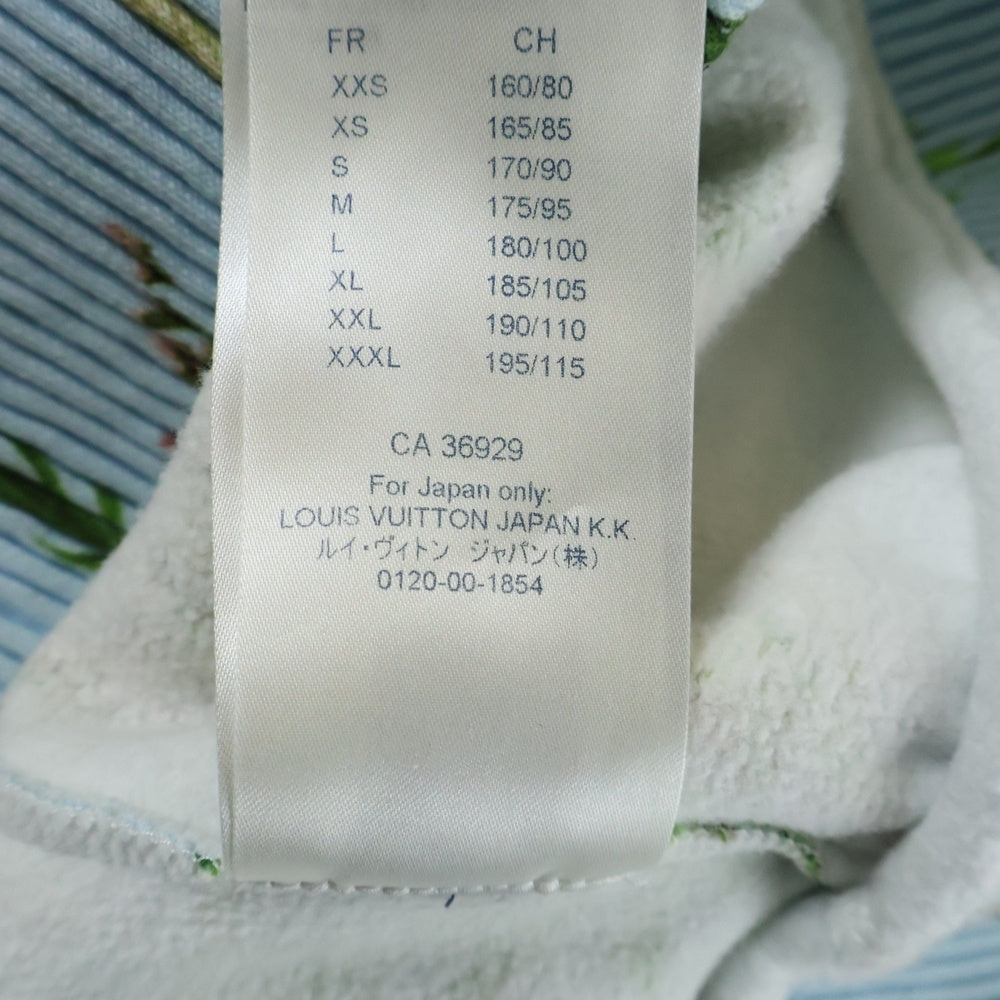 FR CH
XXS 160/80
XS 165/85
S 170/90
M 175/95
L 180/100
XL 185/105
XXL 190/110
XXXL 195/115
CA 36929
For Japan only:
LOUIS VUITTON JAPAN K.K.
ルイ・ヴィトン ジャパン(株)
0120-00-1854